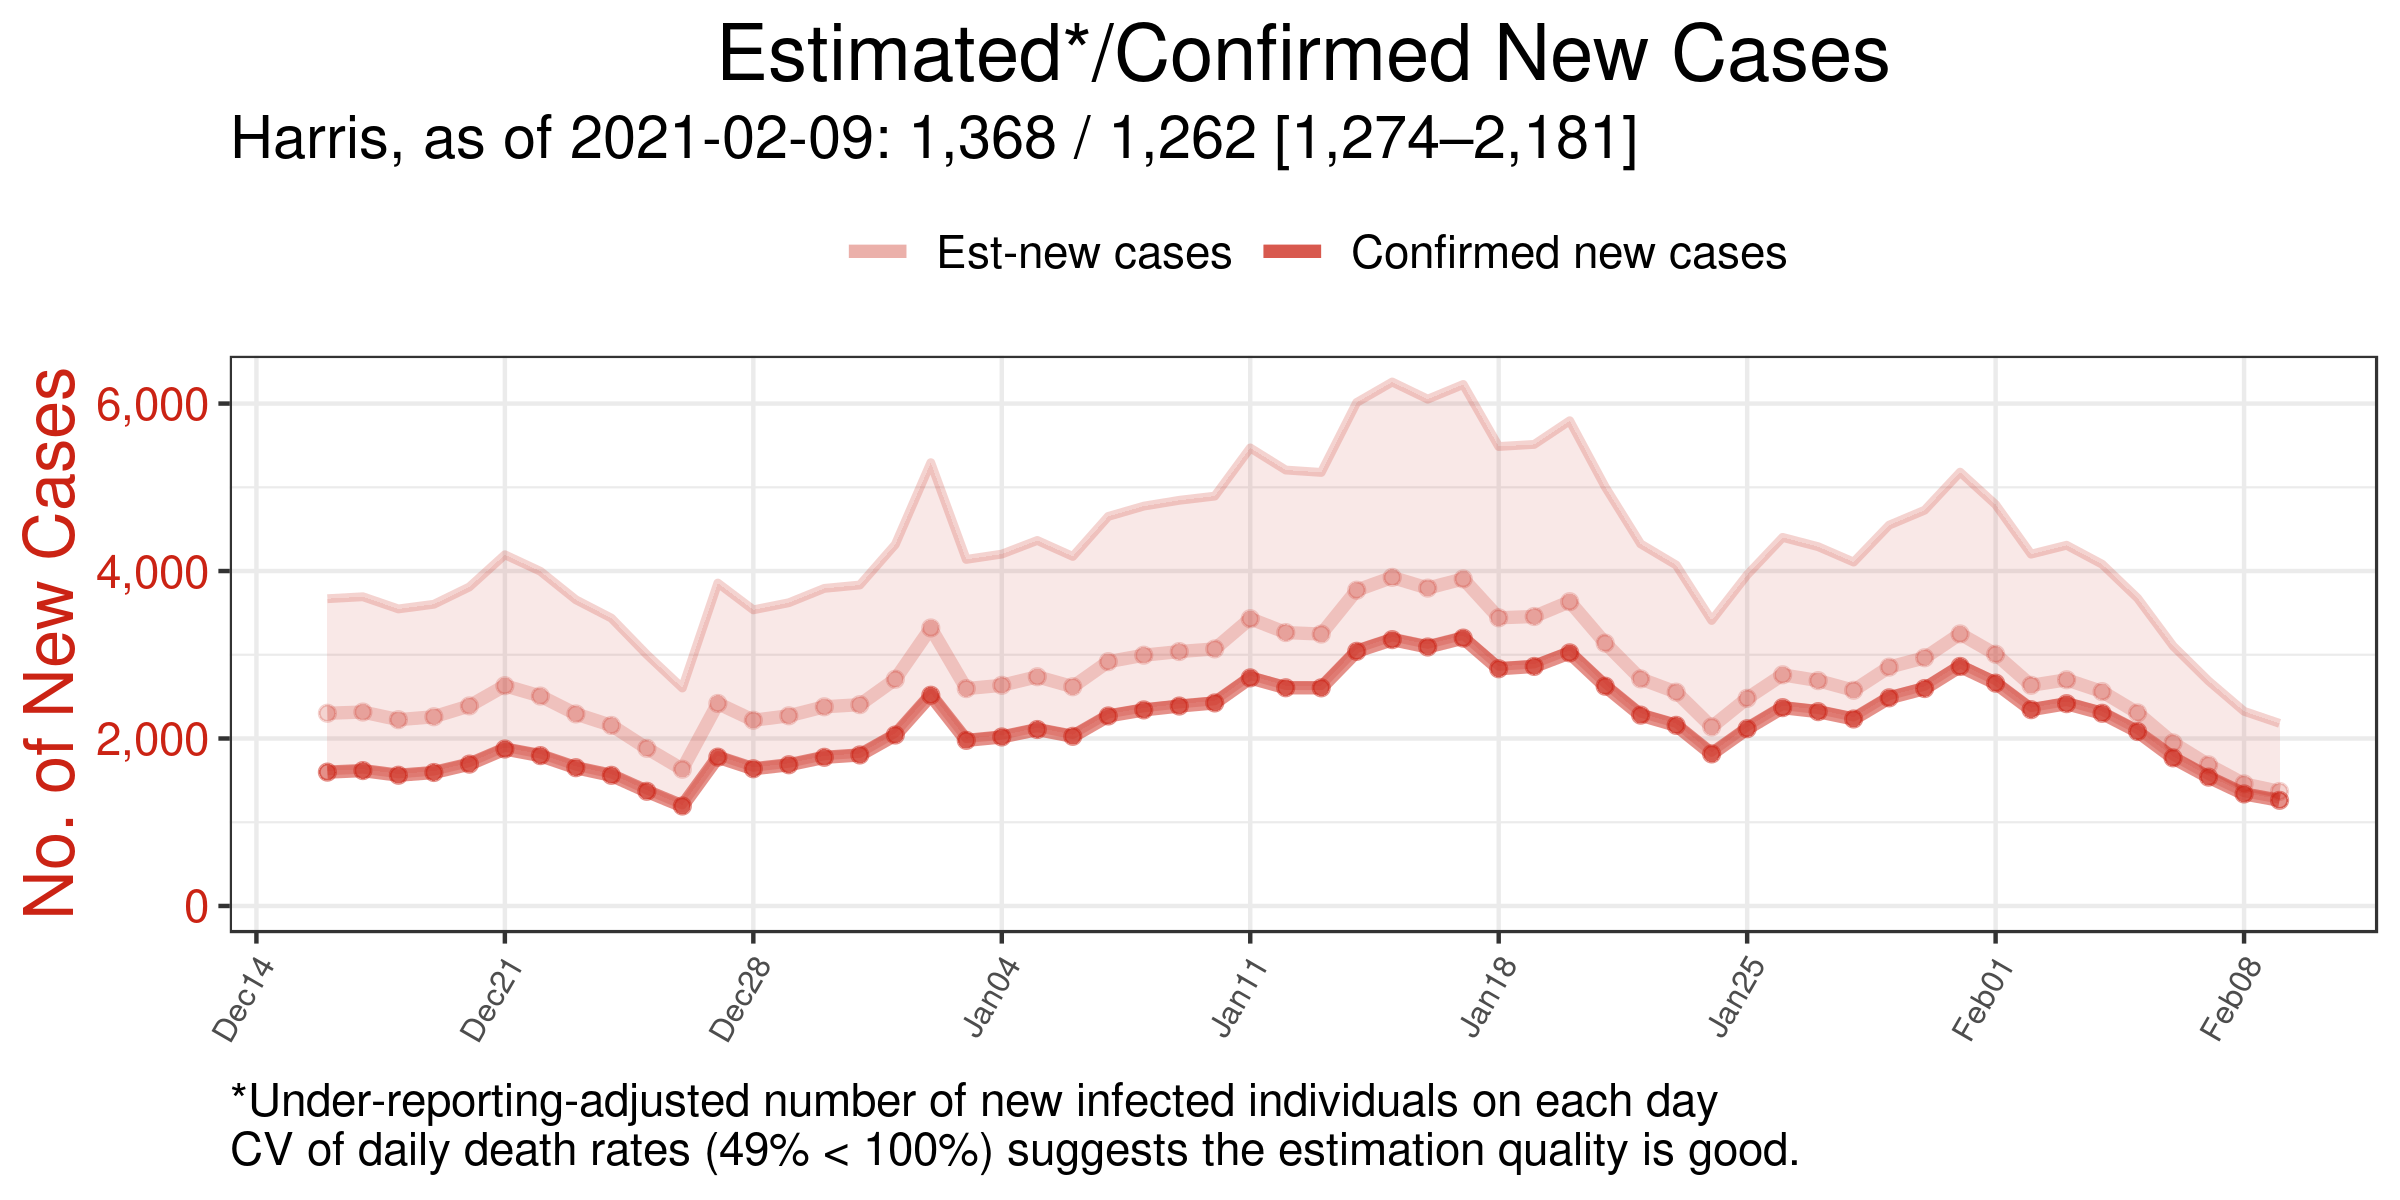 Estimated*/Confirmed New Cases
Harris, as of 2021-02-09: 1,368 / 1,262 [1,274–2,181]
Est-new cases Confirmed new cases
No. of New Cases
6,000
4,000
2,000
0
Dec14 Dec21 Dec28 Jan04 Jan11 Jan18 Jan25 Feb01 Feb08
*Under-reporting-adjusted number of new infected individuals on each day
CV of daily death rates (49% < 100%) suggests the estimation quality is good.